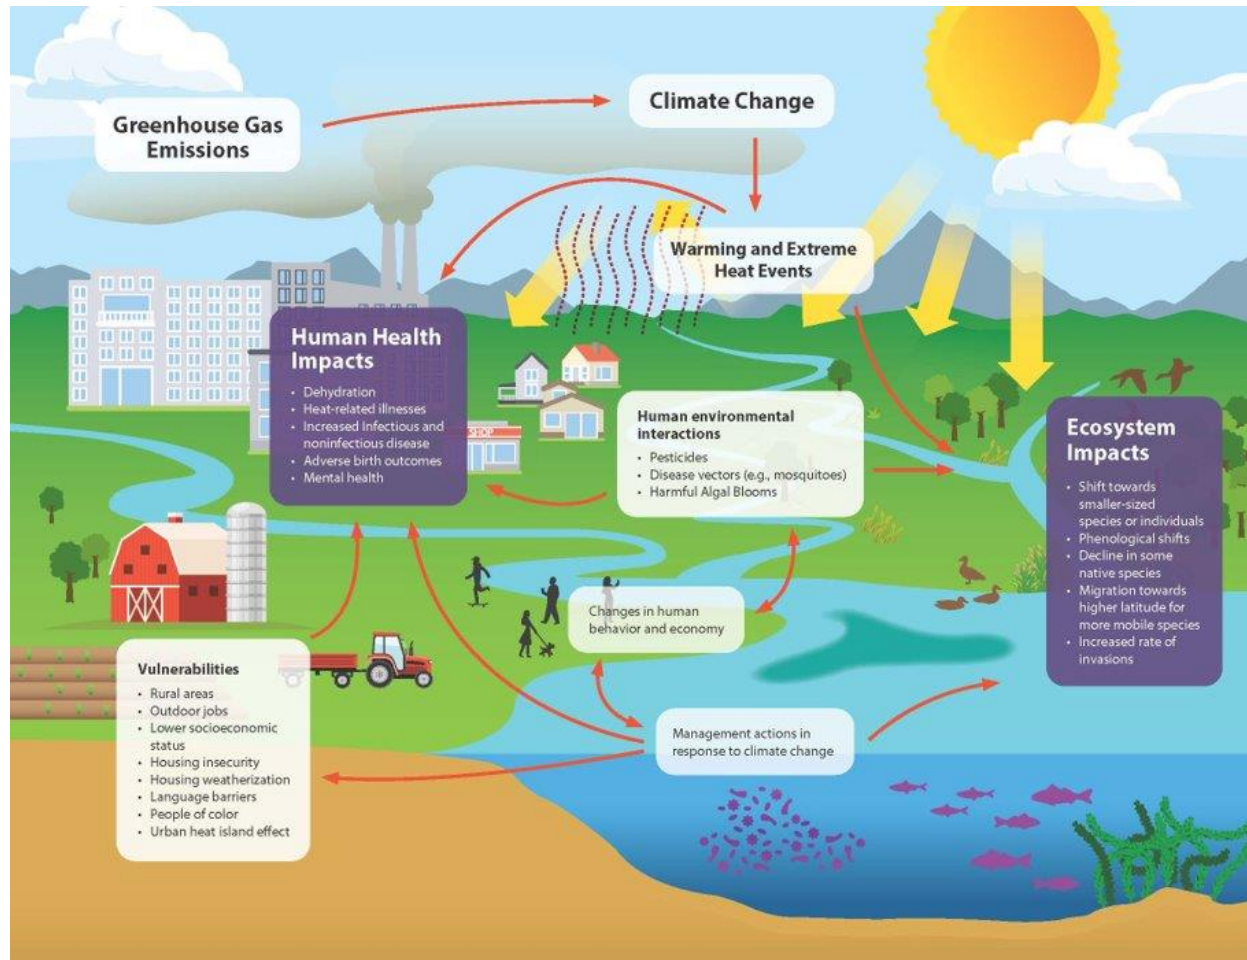 Greenhouse Gas
Emissions
Climate Change
Warming and Extreme
Heat Events
Human Health
Impacts
• Dehydration
• Heat-related illnesses
• Increased Infectious and
noninfectious disease
• Adverse birth outcomes
• Mental health
SHOP
Human environmental
interactions
• Pesticides
• Disease vectors (e.g., mosquitoes)
• Harmful Algal Blooms
Ecosystem
Impacts
• Shift towards
smaller-sized
species or individuals
• Phenological shifts
• Decline in some
native species
• Migration towards
higher latitude for
more mobile species
• Increased rate of
invasions
Changes in human
behavior and economy
Vulnerabilities
• Rural areas
• Outdoor jobs
• Lower socioeconomic
status
• Housing insecurity
• Housing weatherization
• Language barriers
• People of color
• Urban heat island effect
Management actions in
response to climate change